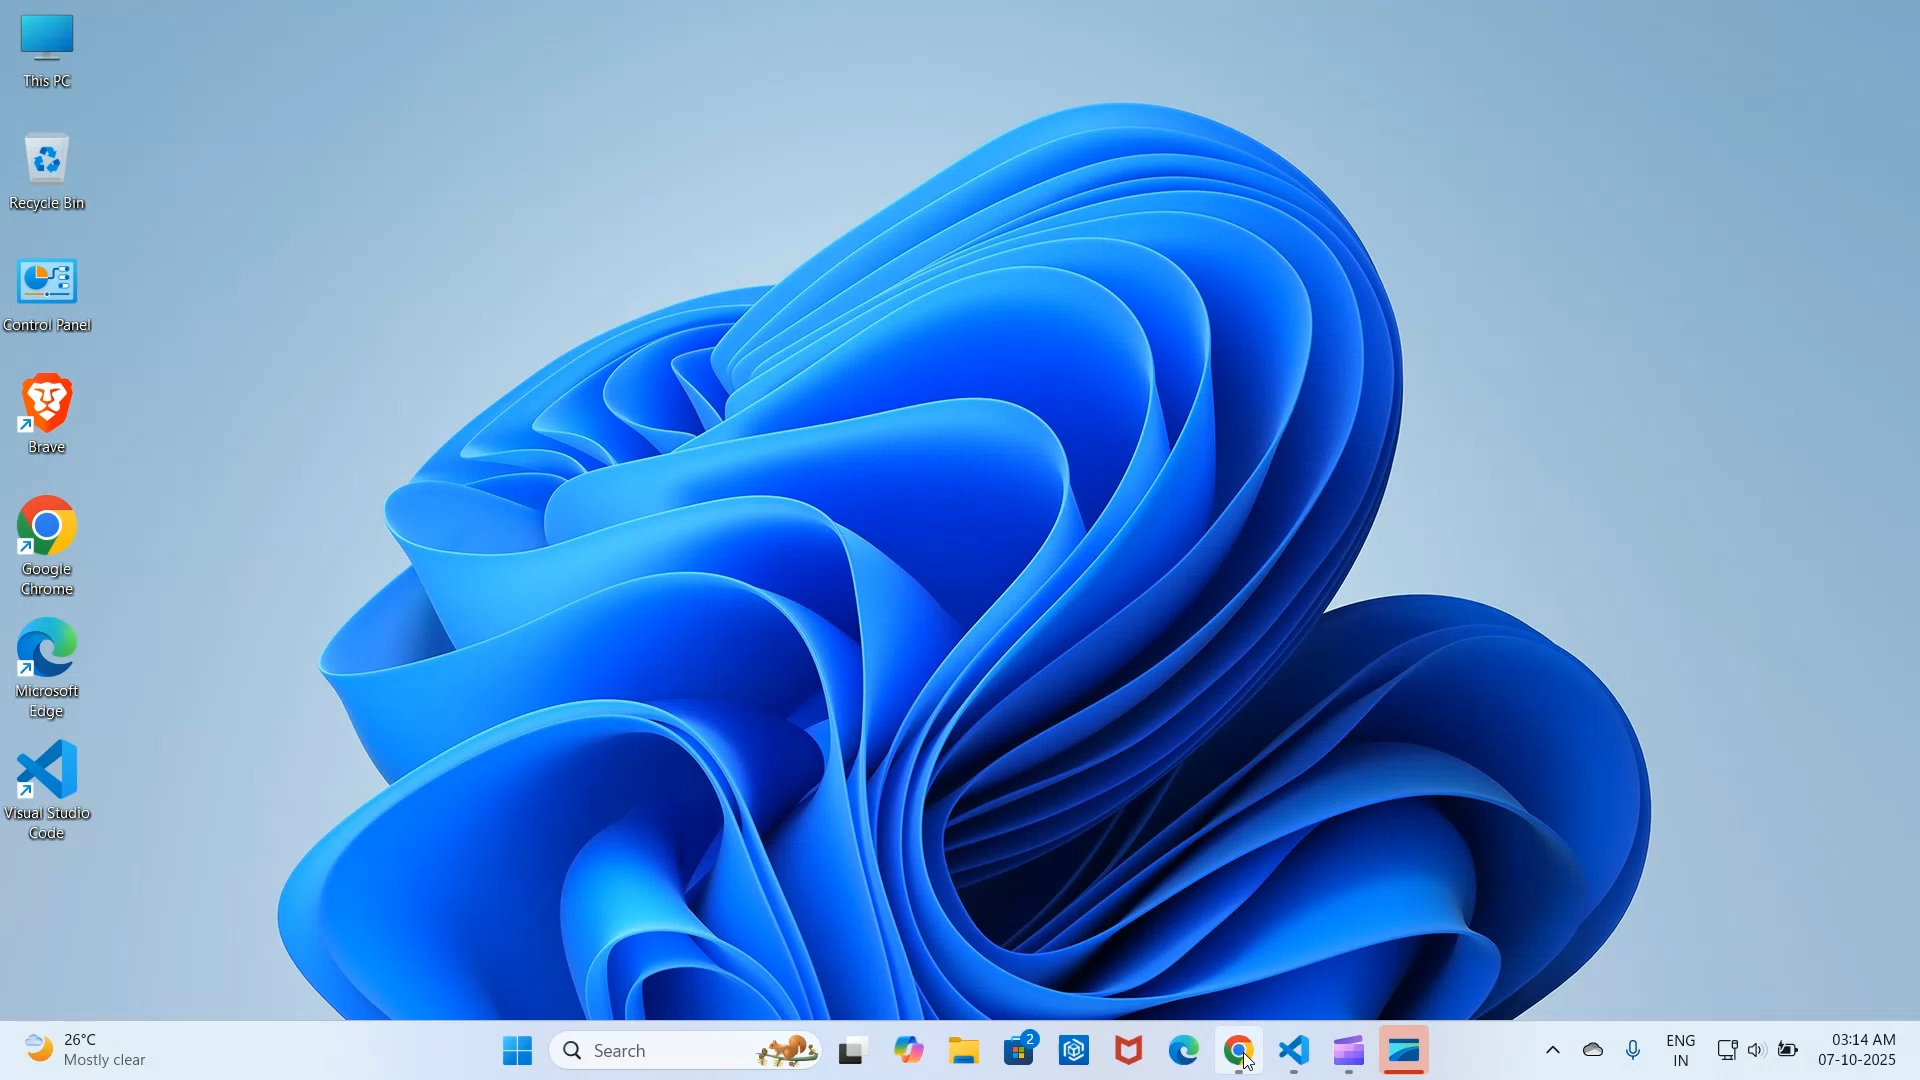 This PC
Recycle Bin
Control Panel
Brave
Google
Chrome
Microsoft
Edge
Visual Studio
Code
26°C
Mostly clear
Search
2
ENG
IN
03:14 AM
07-10-2025